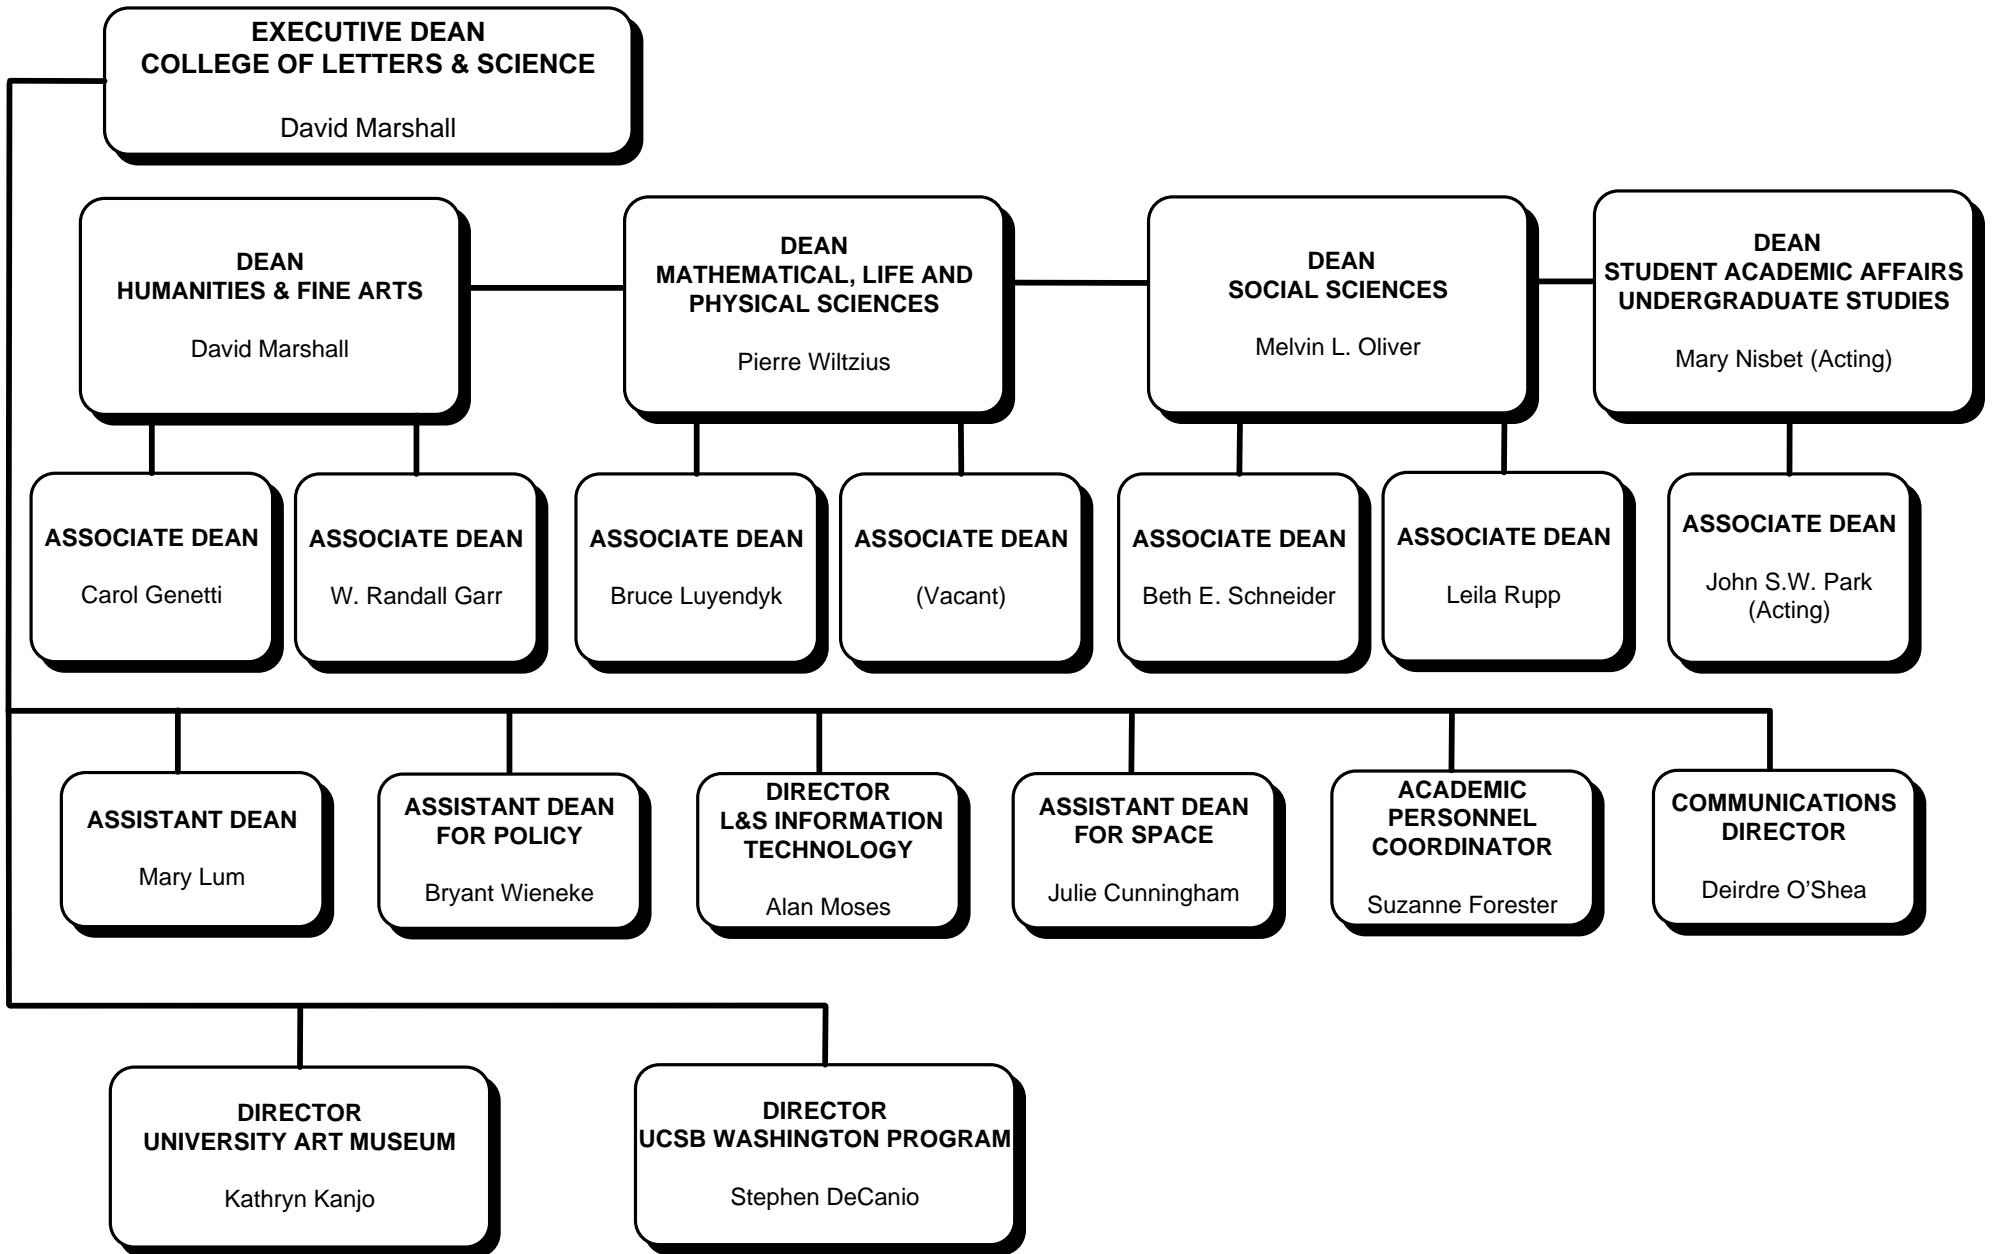 EXECUTIVE DEAN
COLLEGE OF LETTERS & SCIENCE
David Marshall
DEAN
HUMANITIES & FINE ARTS
David Marshall
DEAN
MATHEMATICAL, LIFE AND
PHYSICAL SCIENCES
Pierre Wiltzius
DEAN
SOCIAL SCIENCES
Melvin L. Oliver
DEAN
STUDENT ACADEMIC AFFAIRS
UNDERGRADUATE STUDIES
Mary Nisbet (Acting)
ASSOCIATE DEAN
Carol Genetti
ASSOCIATE DEAN
W. Randall Garr
ASSOCIATE DEAN
Bruce Luyendyk
ASSOCIATE DEAN
(Vacant)
ASSOCIATE DEAN
Beth E. Schneider
ASSOCIATE DEAN
Leila Rupp
ASSOCIATE DEAN
John S.W. Park
(Acting)
ASSISTANT DEAN
Mary Lum
ASSISTANT DEAN
FOR POLICY
Bryant Wieneke
DIRECTOR
L&S INFORMATION
TECHNOLOGY
Alan Moses
ASSISTANT DEAN
FOR SPACE
Julie Cunningham
ACADEMIC
PERSONNEL
COORDINATOR
Suzanne Forester
COMMUNICATIONS
DIRECTOR
Deirdre O’Shea
DIRECTOR
UNIVERSITY ART MUSEUM
Kathryn Kanjo
DIRECTOR
UCSB WASHINGTON PROGRAM
Stephen DeCanio